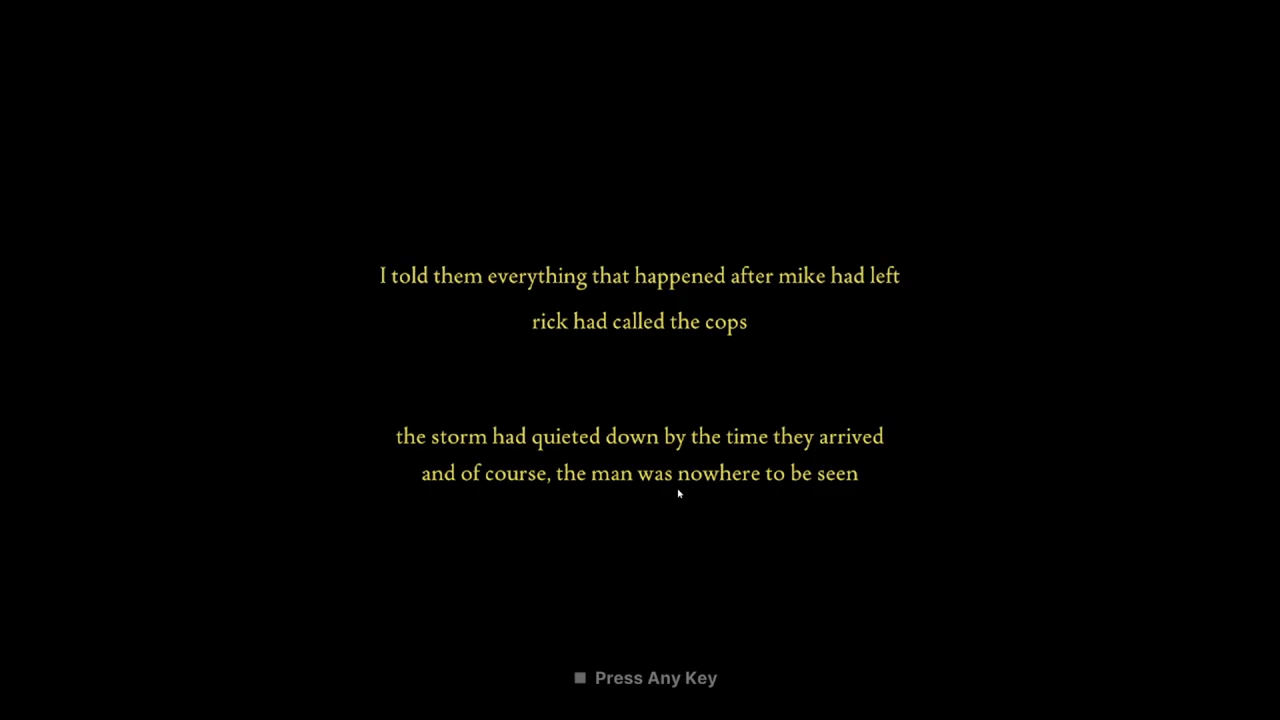 I told them everything that happened after mike had left
rick had called the cops
the storm had quieted down by the time they arrived
and of course, the man was nowhere to be seen
Press Any Key